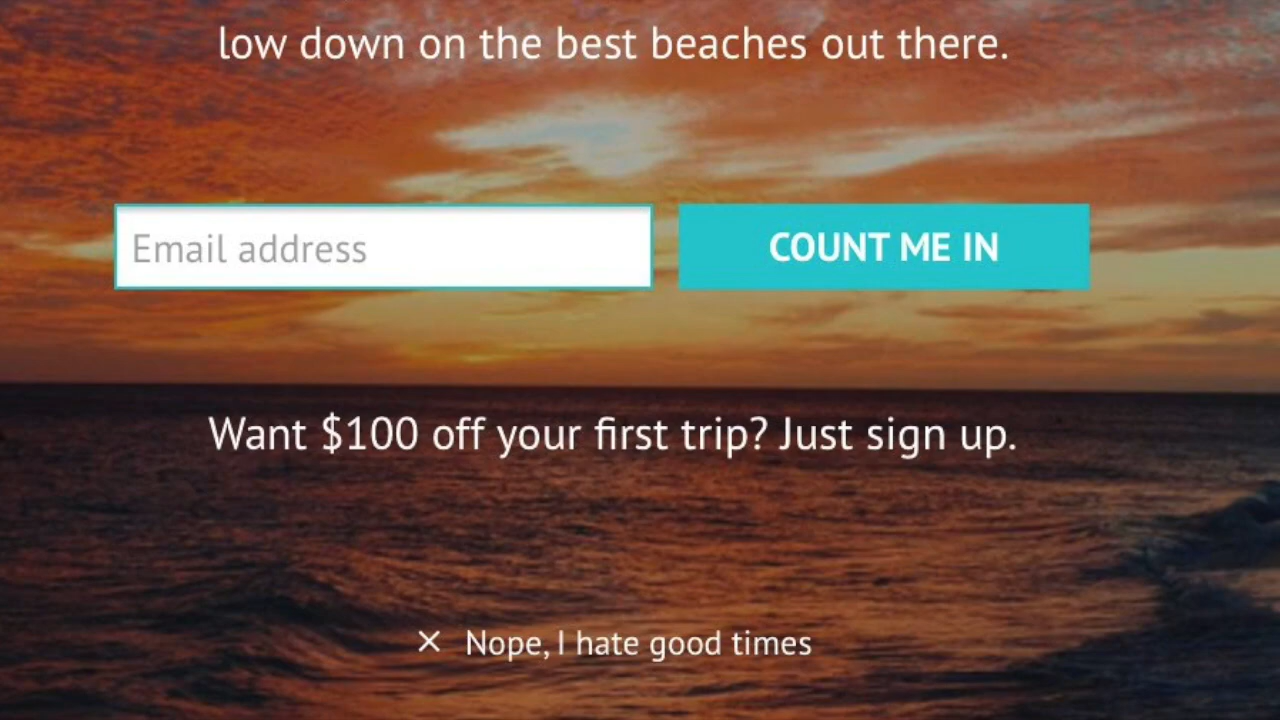 low down on the best beaches out there.
Email address
COUNT ME IN
Want $100 off your first trip? Just sign up.
× Nope, I hate good times